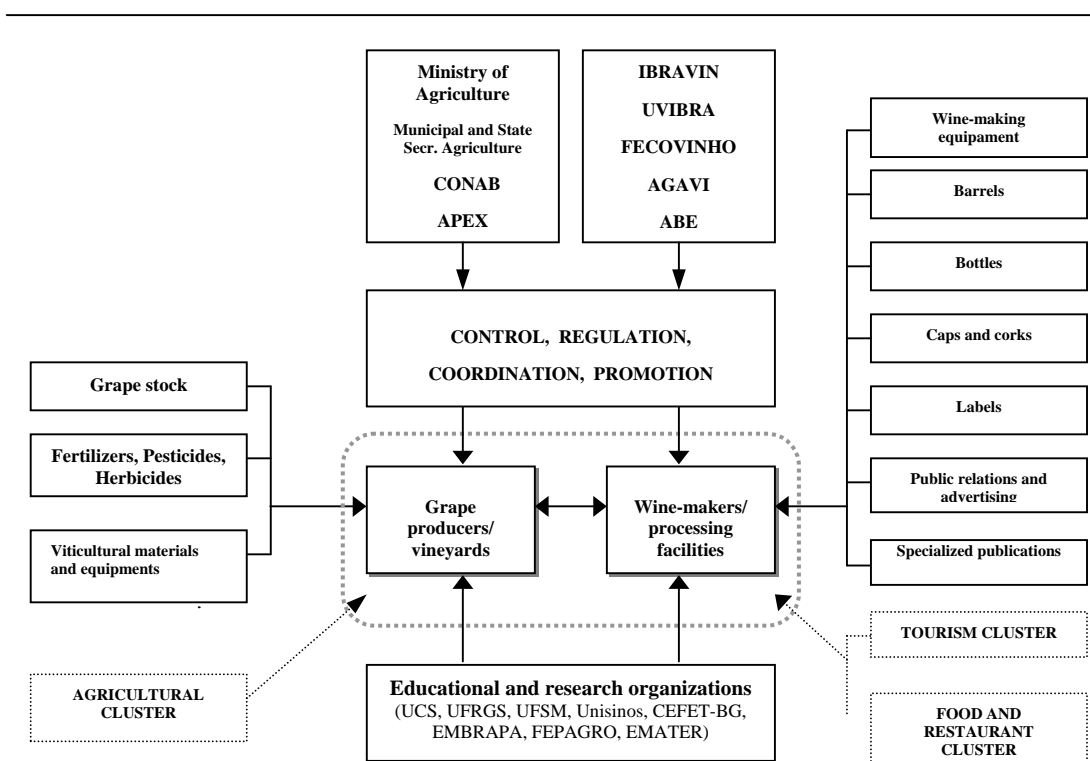 Ministry of
Agriculture
Municipal and State
Secr. Agriculture
CONAB
APEX
IBRAVIN
UVIBRA
FECOVINHO
AGAVI
ABE
Wine-making
equipament
Barrels
Bottles
Caps and corks
Labels
Public relations and
advertising
Specialized publications
CONTROL, REGULATION,
COORDINATION, PROMOTION
Grape stock
Fertilizers, Pesticides,
Herbicides
Viticultural materials
and equipments
Grape
producers/
vineyards
Wine-makers/
processing
facilities
AGRICULTURAL
CLUSTER
Educational and research organizations
(UCS, UFRGS, UFSM, Unisinos, CEFET-BG,
EMBRAPA, FEPAGRO, EMATER)
TOURISM CLUSTER
FOOD AND
RESTAURANT
CLUSTER